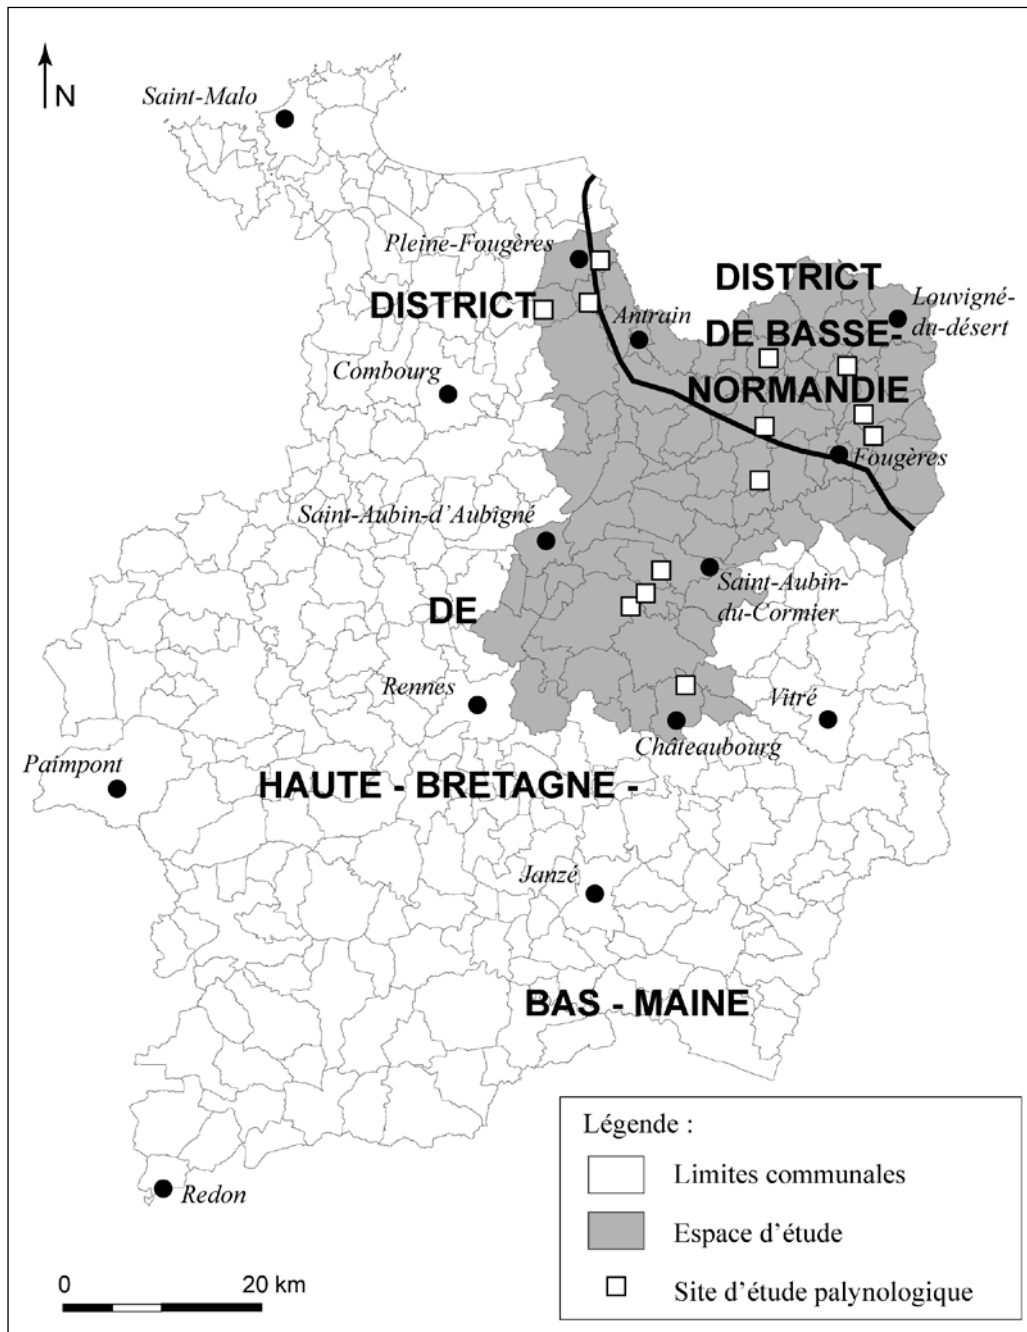 N
Saint-Malo
Pleine-Fougères
DISTRICT
DISTRICT
Louvigné-
du-désert
Antrain
DE BASSE-
Combourg
NORMANDIE
Fougères
Saint-Aubin-d'Aubigné
Saint-Aubin-
du-Cormier
DE
Rennes
Vitré
Châteaubourg
Paimpont
HAUTE - BRETAGNE -
Janzé
BAS - MAINE
Redon
Légende :
Limites communales
Espace d'étude
Site d'étude palynologique
0
20 km